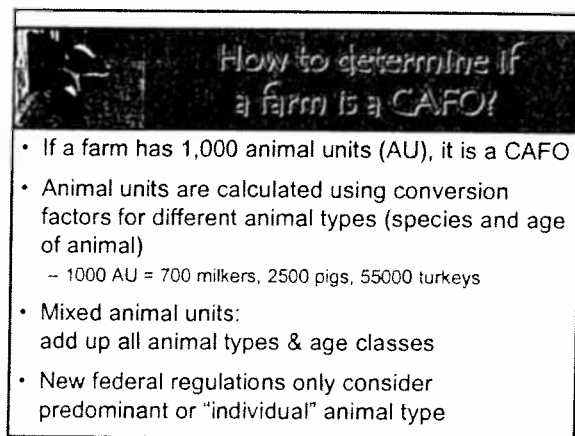 How to determine if
a farm is a CAFO?
• If a farm has 1,000 animal units (AU), it is a CAFO
• Animal units are calculated using conversion
factors for different animal types (species and age
of animal)
– 1000 AU = 700 milkers, 2500 pigs, 55000 turkeys
• Mixed animal units:
add up all animal types & age classes
• New federal regulations only consider
predominant or "individual" animal type